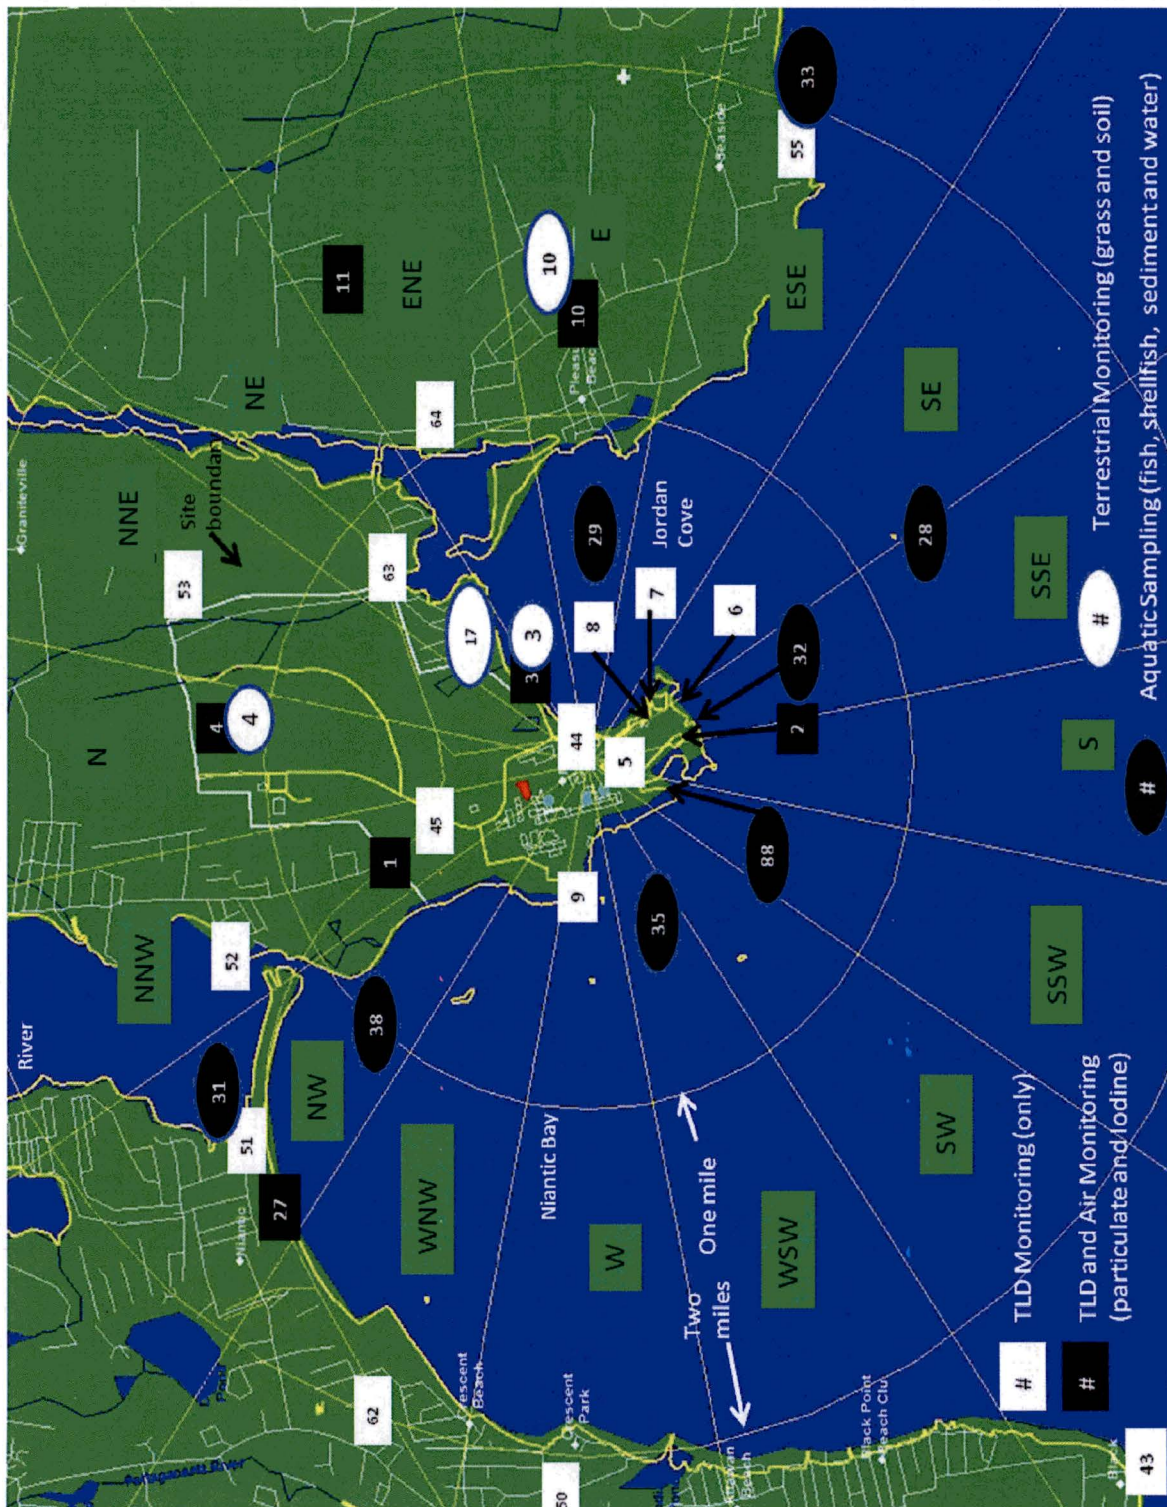 River
Graniteville
NNW
N
NNE
NE
Site
boundary
53
52
4
4
11
ENE
31
51
27
Niantic
NW
38
1
45
63
64
62
WNW
17
3
3
10
10
E
Crescent
Beach
Niantic Bay
9
44
5
8
7
6
29
Jordan
Cove
Seaside
Crescent
Park
W
35
88
2
32
55
33
ESE
Two
miles
One mile
WSW
28
SE
Black Point
Beach Clu
SW
SSW
S
SSE
Black
43
# TLD Monitoring (only)
# TLD and Air Monitoring
(particulate and Iodine)
# Terrestrial Monitoring (grass and soil)
# Aquatic Sampling (fish, shellfish, sediment and water)